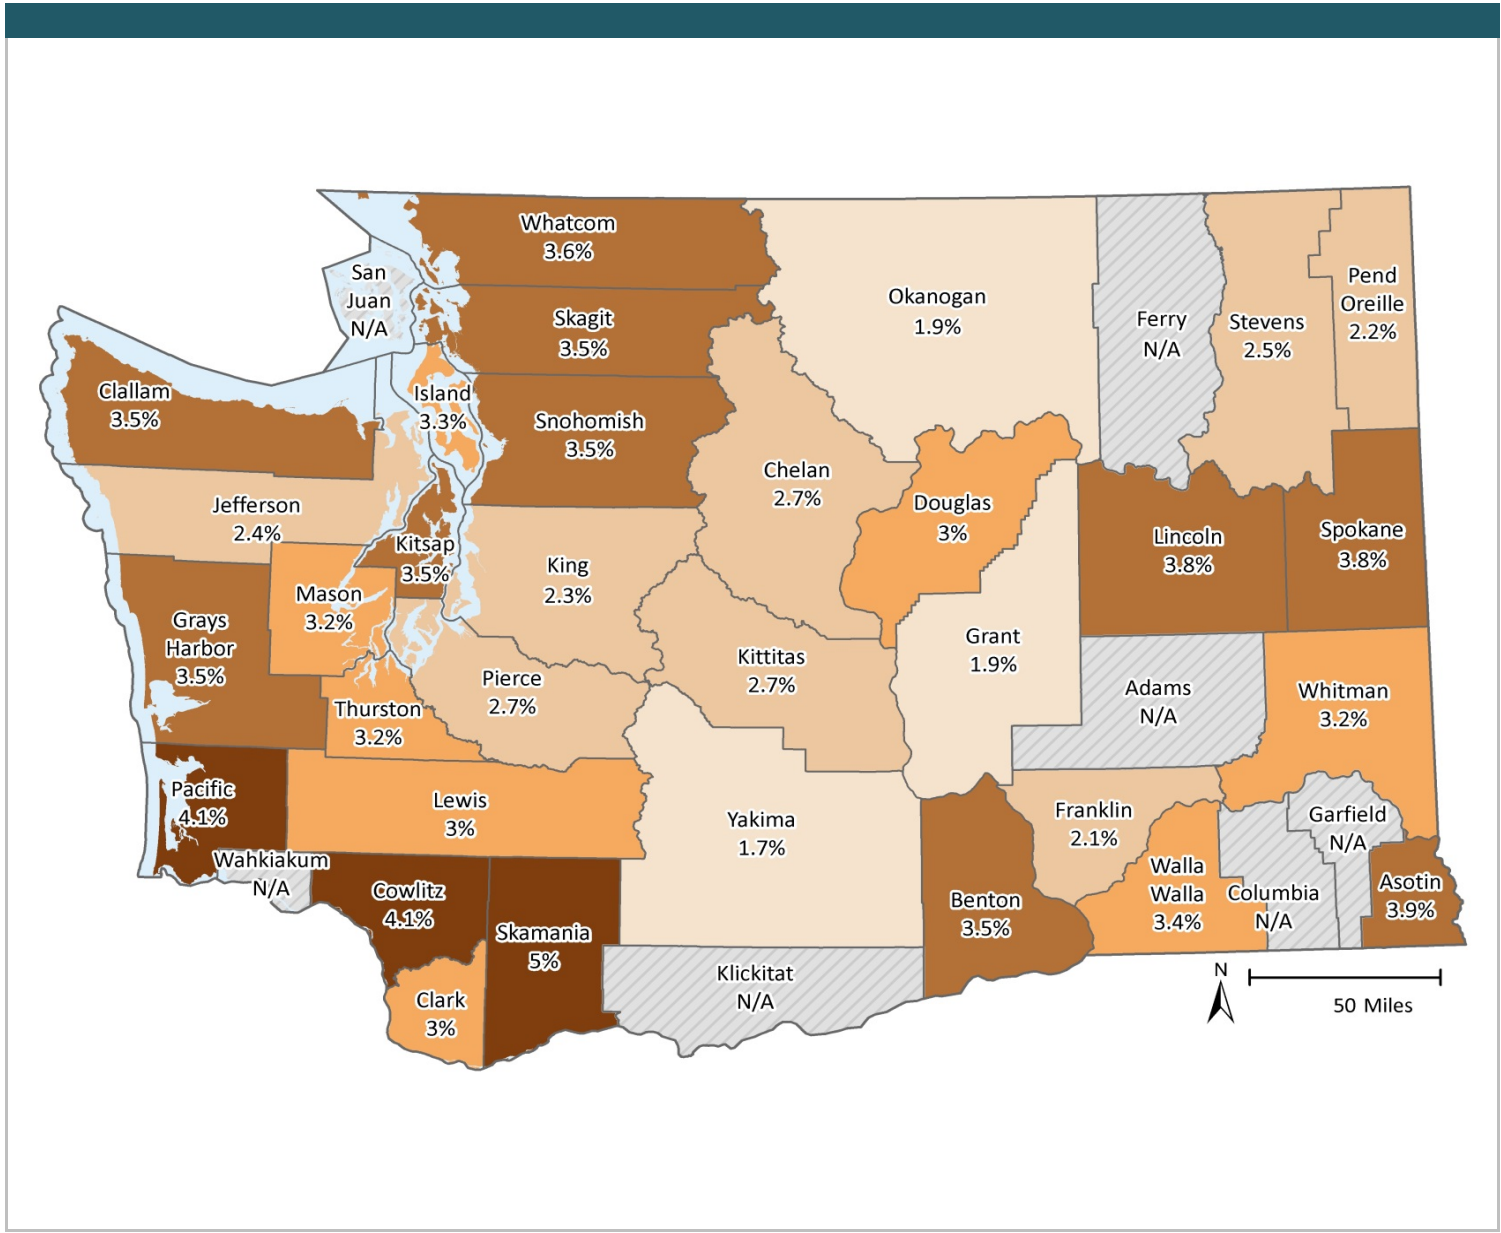 Whatcom
3.6%
San
Juan
N/A
Skagit
3.5%
Okanogan
1.9%
Ferry
N/A
Stevens
2.5%
Pend
Oreille
2.2%
Clallam
3.5%
Island
3.3%
Snohomish
3.5%
Chelan
2.7%
Douglas
3%
Jefferson
2.4%
Kitsap
3.5%
King
2.3%
Lincoln
3.8%
Spokane
3.8%
Mason
3.2%
Grays
Harbor
3.5%
Thurston
3.2%
Pierce
2.7%
Kittitas
2.7%
Grant
1.9%
Adams
N/A
Whitman
3.2%
Pacific
4.1%
Lewis
3%
Yakima
1.7%
Franklin
2.1%
Garfield
N/A
Wahkiakum
N/A
Cowlitz
4.1%
Skamania
5%
Benton
3.5%
Walla
Walla
3.4%
Columbia
N/A
Asotin
3.9%
Clark
3%
Klickitat
N/A
N
50 Miles